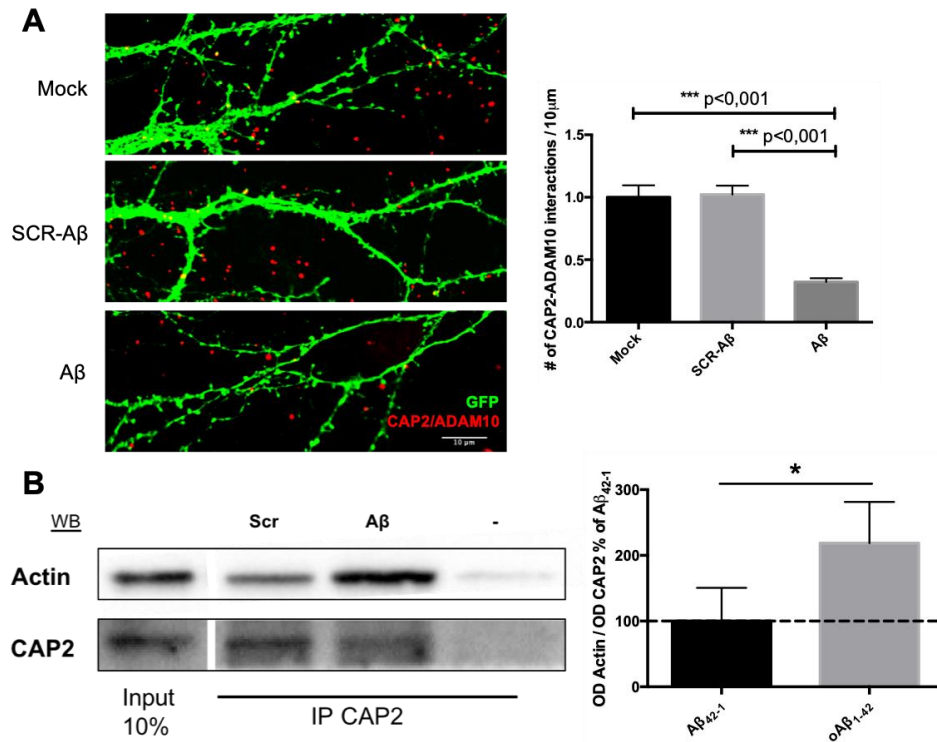 A
Mock
SCR-Aβ
Aβ
GFP
CAP2/ADAM10
10 μm
# of CAP2-ADAM10 interactions / 10μm
*** p<0,001
*** p<0,001
1.5
1.0
0.5
0.0
Mock
SCR-Aβ
Aβ
B
WB
Scr
Aβ
-
Actin
CAP2
Input
10%
IP CAP2
OD Actin / OD CAP2 % of Aβ42-1
*
300
200
100
0
Aβ42-1
oAβ1-42